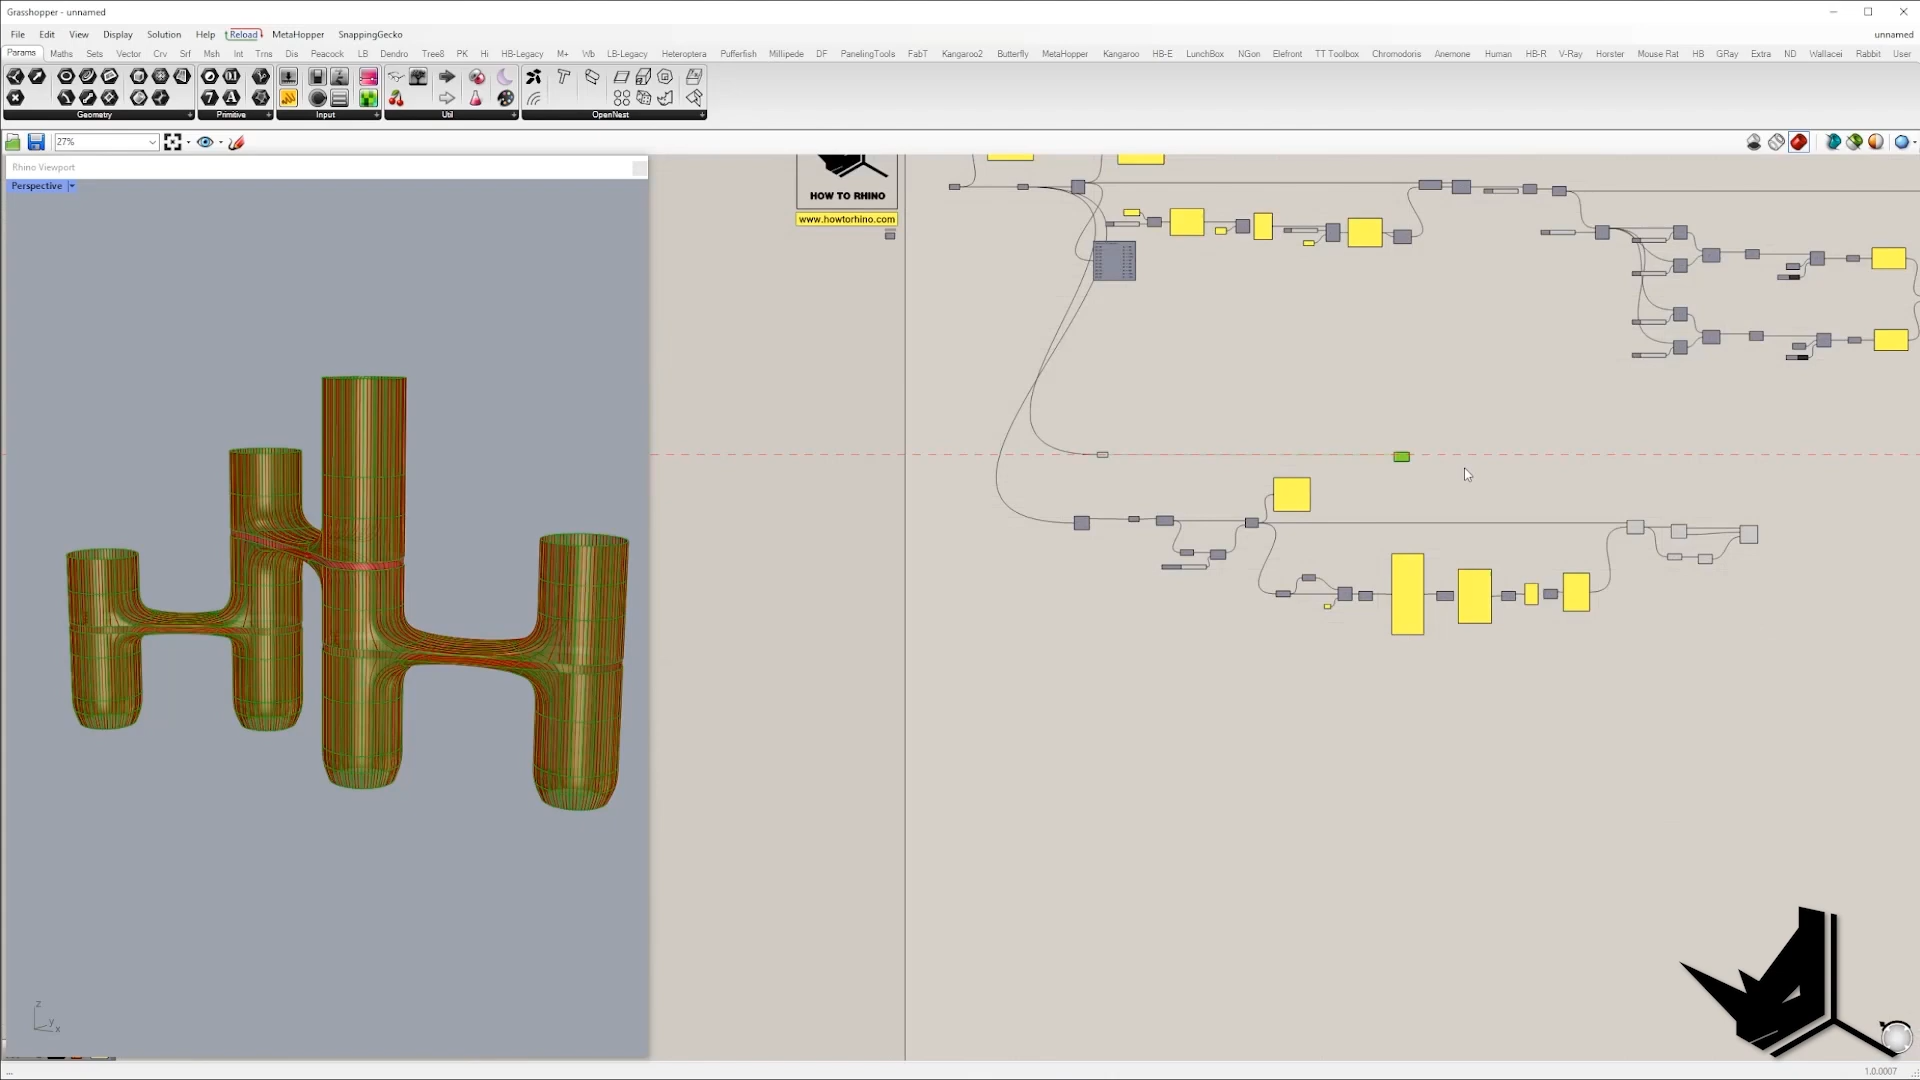 Grasshopper - unnamed
File Edit View Display Solution Help Reload MetaHopper SnappingGecko
unnamed
Params Maths Sets Vector Crv Srf Msh Int Trns Dis Peacock LB Dendro Tree8 PK Hi HB-Legacy M+ Wb LB-Legacy Heteroptera Pufferfish Millipede DF PanelingTools FabT Kangaroo2 Butterfly MetaHopper Kangaroo HB-E LunchBox NGon Elefront TT Toolbox Chromodoris Anemone Human HB-R V-Ray Horster Mouse Rat HB GRay Extra ND Wallacei Rabbit User
Geometry Primitive Input Util OpenNest
27%
Rhino Viewport
Perspective
HOW TO RHINO
www.howtorhino.com
z
y
x
...
1.0.0007